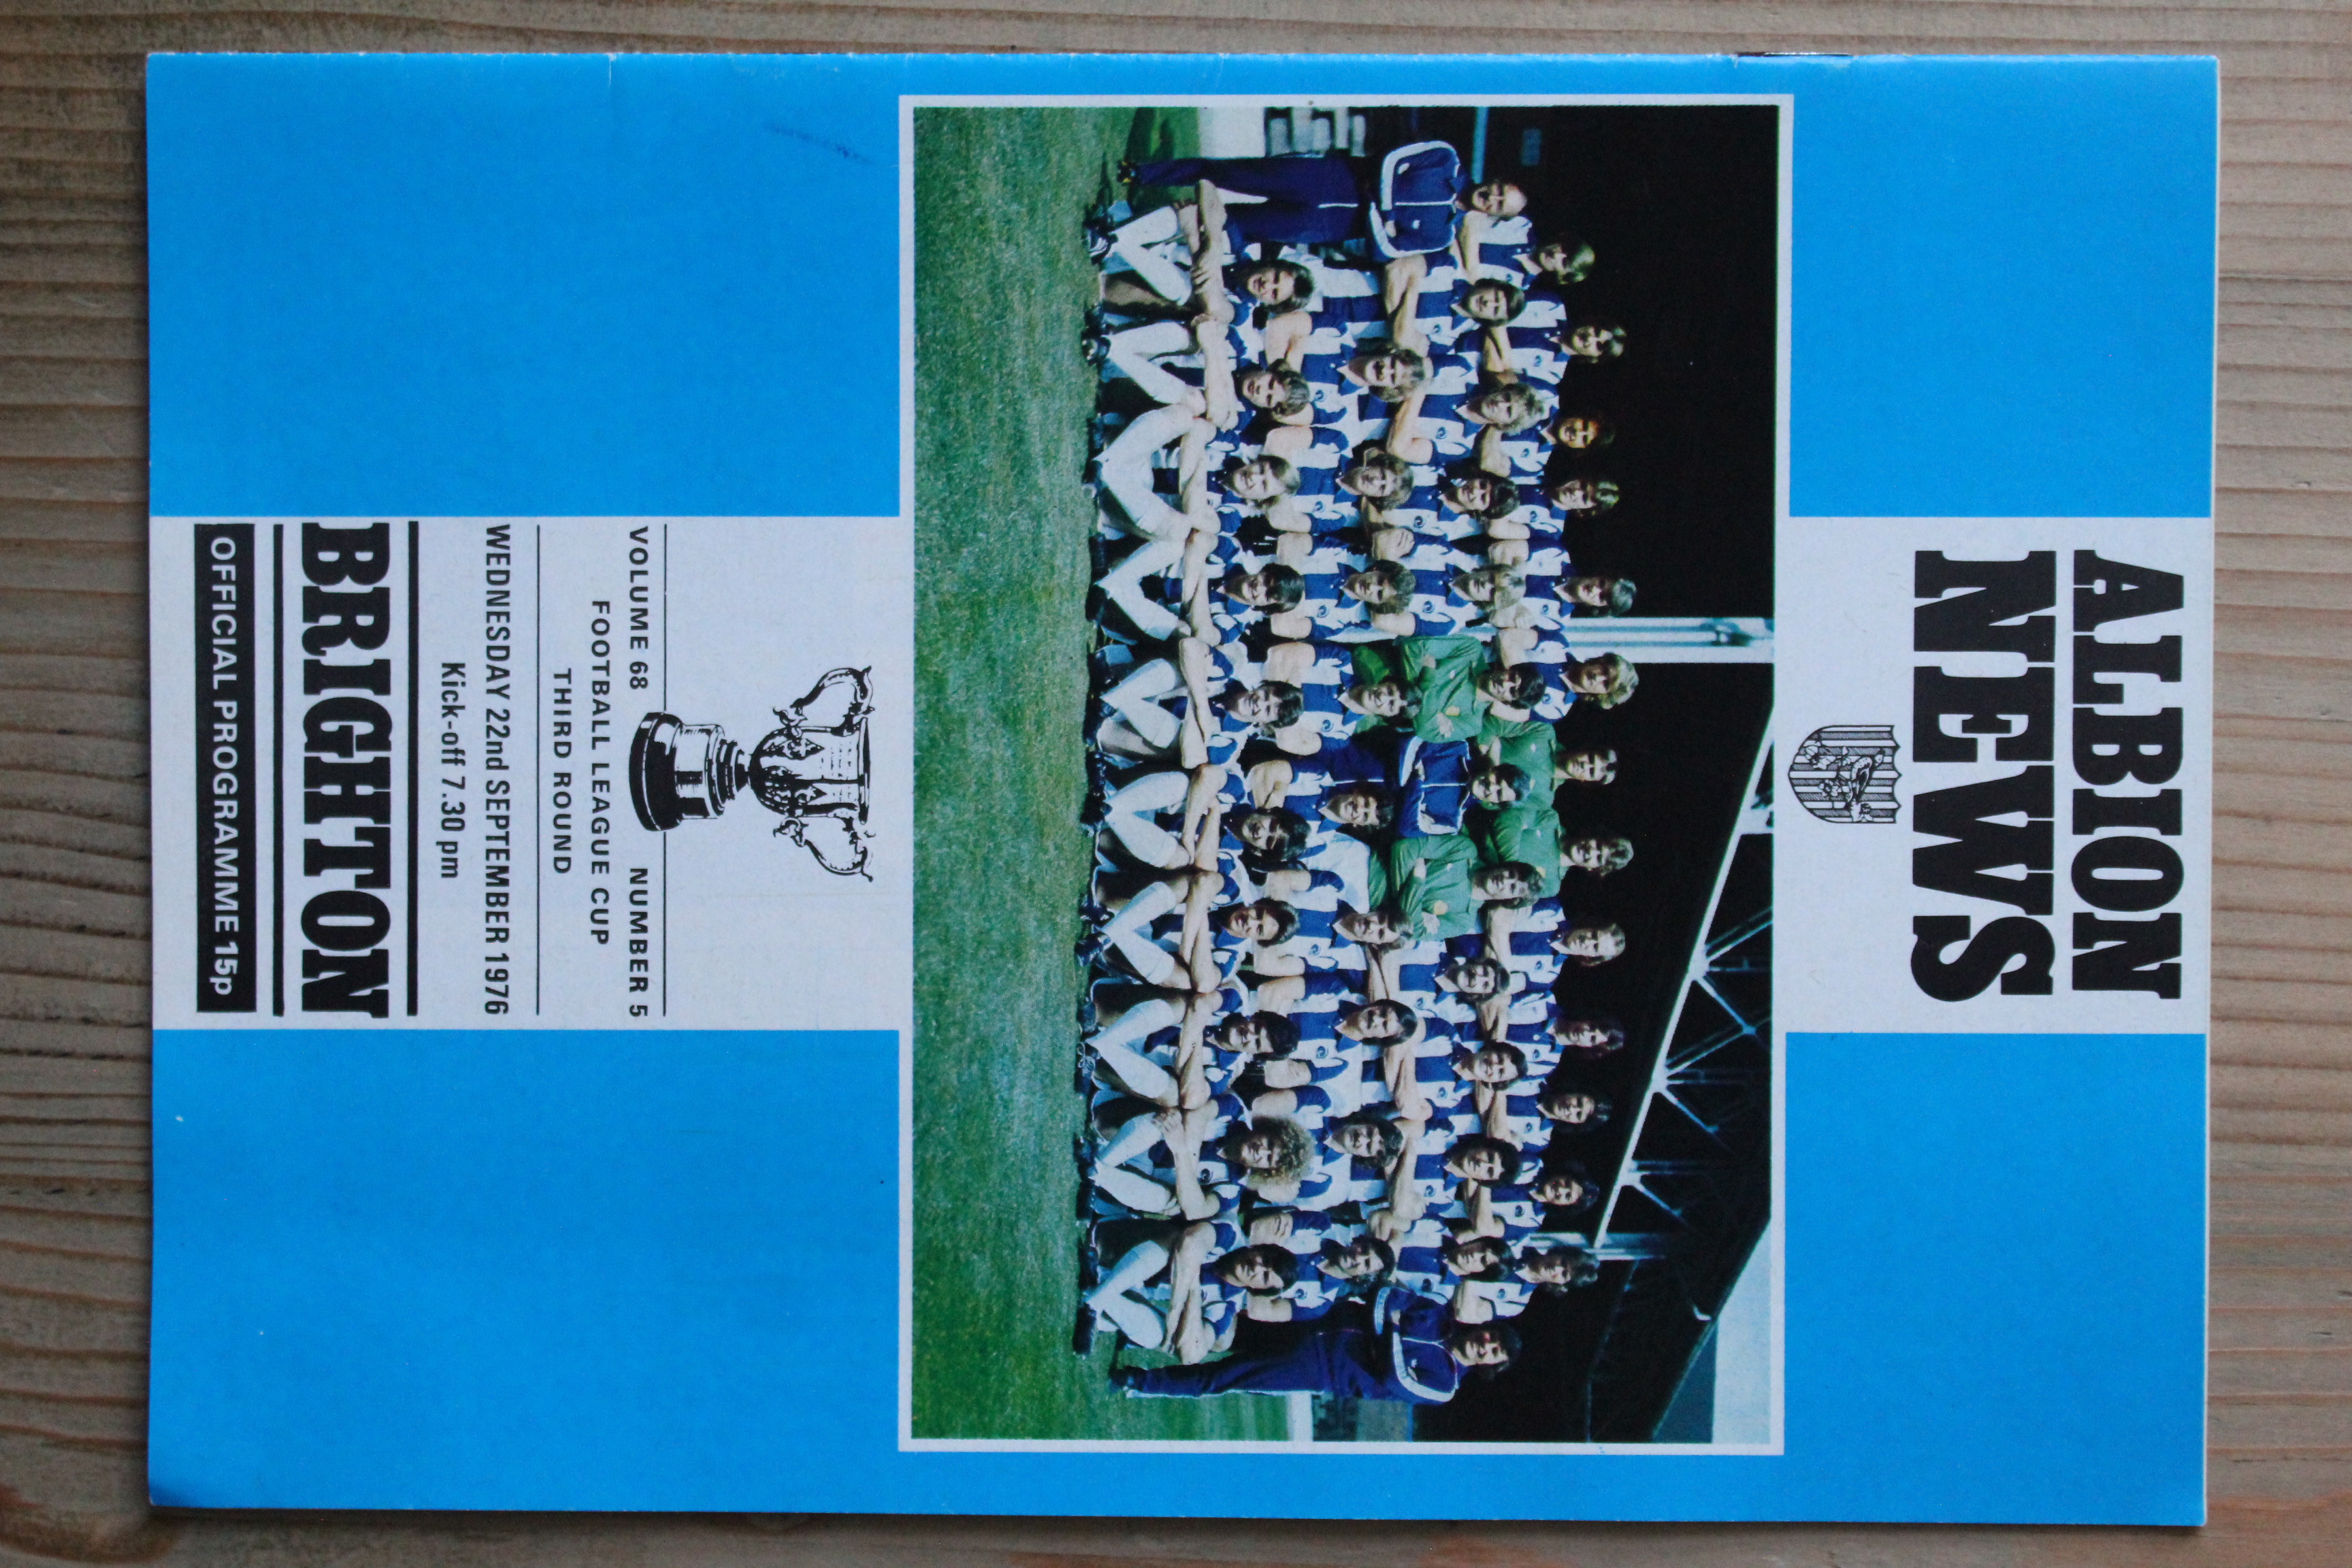 ALBION
NEWS
VOLUME 68 NUMBER 5
FOOTBALL LEAGUE CUP
THIRD ROUND
WEDNESDAY 22nd SEPTEMBER 1976
Kick-off 7.30 pm
BRIGHTON
OFFICIAL PROGRAMME 15p